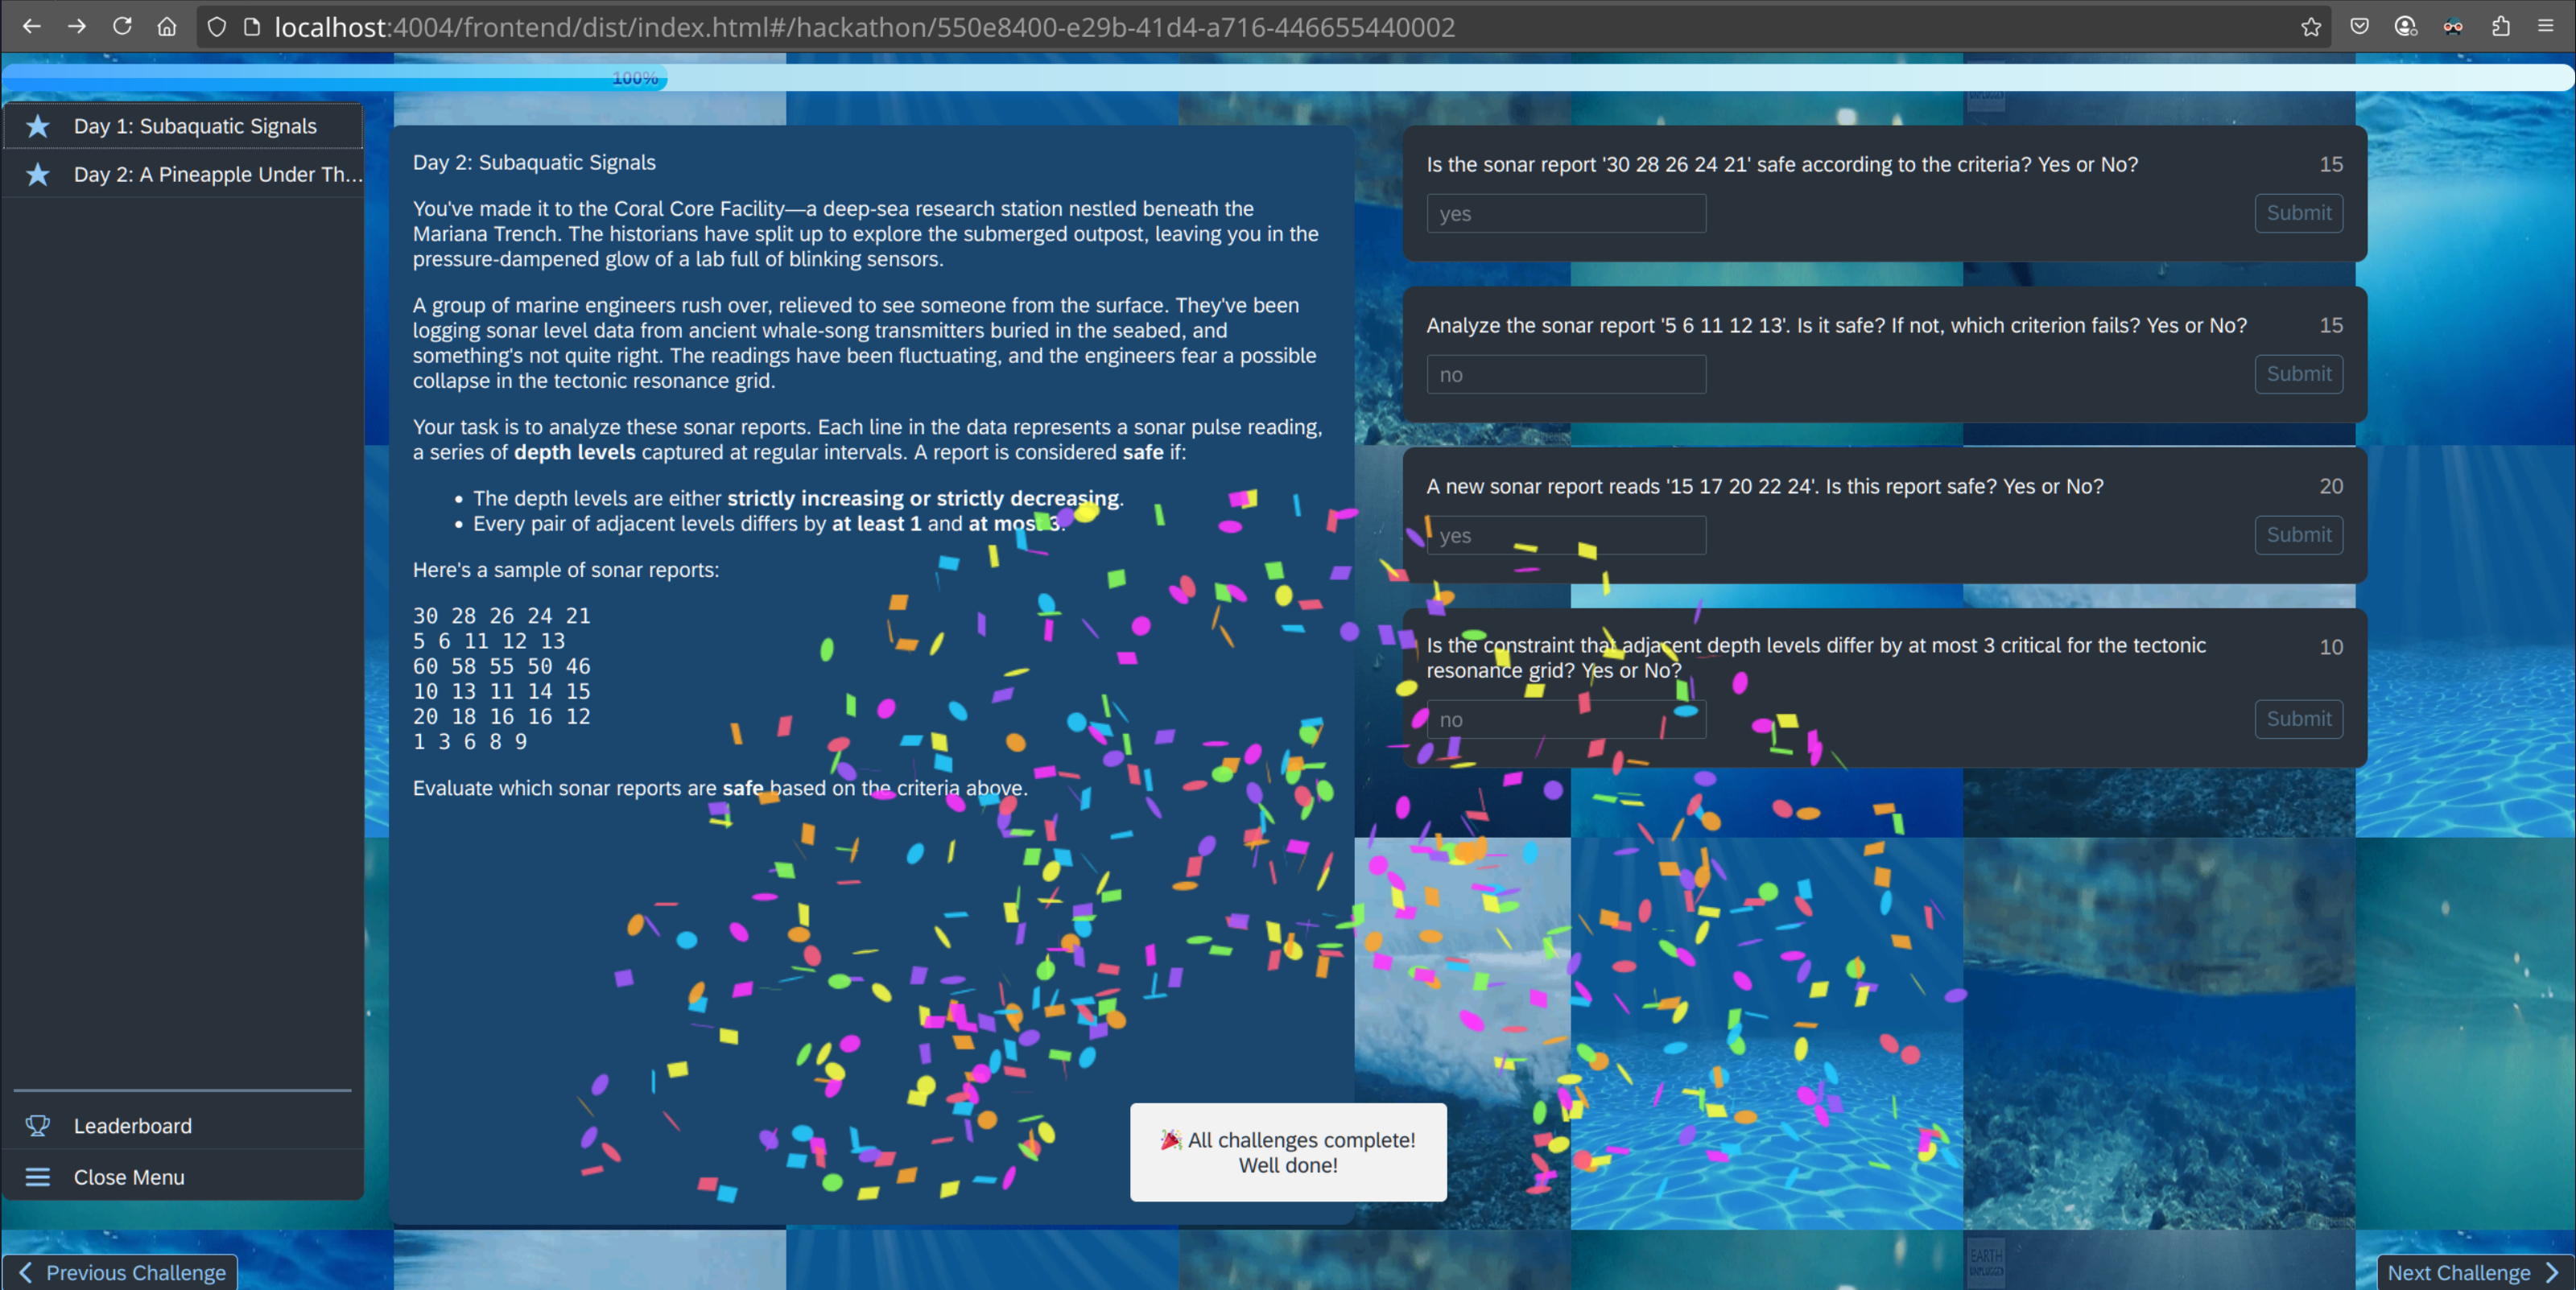 localhost:4004/frontend/dist/index.html#/hackathon/550e8400-e29b-41d4-a716-446655440002
100%
Day 1: Subaquatic Signals
Day 2: A Pineapple Under Th...
Leaderboard
Close Menu
Day 2: Subaquatic Signals
You've made it to the Coral Core Facility—a deep-sea research station nestled beneath the
Mariana Trench. The historians have split up to explore the submerged outpost, leaving you in the
pressure-dampened glow of a lab full of blinking sensors.
A group of marine engineers rush over, relieved to see someone from the surface. They've been
logging sonar level data from ancient whale-song transmitters buried in the seabed, and
something's not quite right. The readings have been fluctuating, and the engineers fear a possible
collapse in the tectonic resonance grid.
Your task is to analyze these sonar reports. Each line in the data represents a sonar pulse reading,
a series of depth levels captured at regular intervals. A report is considered safe if:
• The depth levels are either strictly increasing or strictly decreasing.
• Every pair of adjacent levels differs by at least 1 and at most 3.
Here's a sample of sonar reports:
30 28 26 24 21
5 6 11 12 13
60 58 55 50 46
10 13 11 14 15
20 18 16 16 12
1 3 6 8 9
Evaluate which sonar reports are safe based on the criteria above.
Is the sonar report '30 28 26 24 21' safe according to the criteria? Yes or No? 15
yes Submit
Analyze the sonar report '5 6 11 12 13'. Is it safe? If not, which criterion fails? Yes or No? 15
no Submit
A new sonar report reads '15 17 20 22 24'. Is this report safe? Yes or No? 20
yes Submit
Is the constraint that adjacent depth levels differ by at most 3 critical for the tectonic 10
resonance grid? Yes or No?
no Submit
🎉 All challenges complete!
Well done!
Previous Challenge
EARTH
UNPLUGGED
Next Challenge